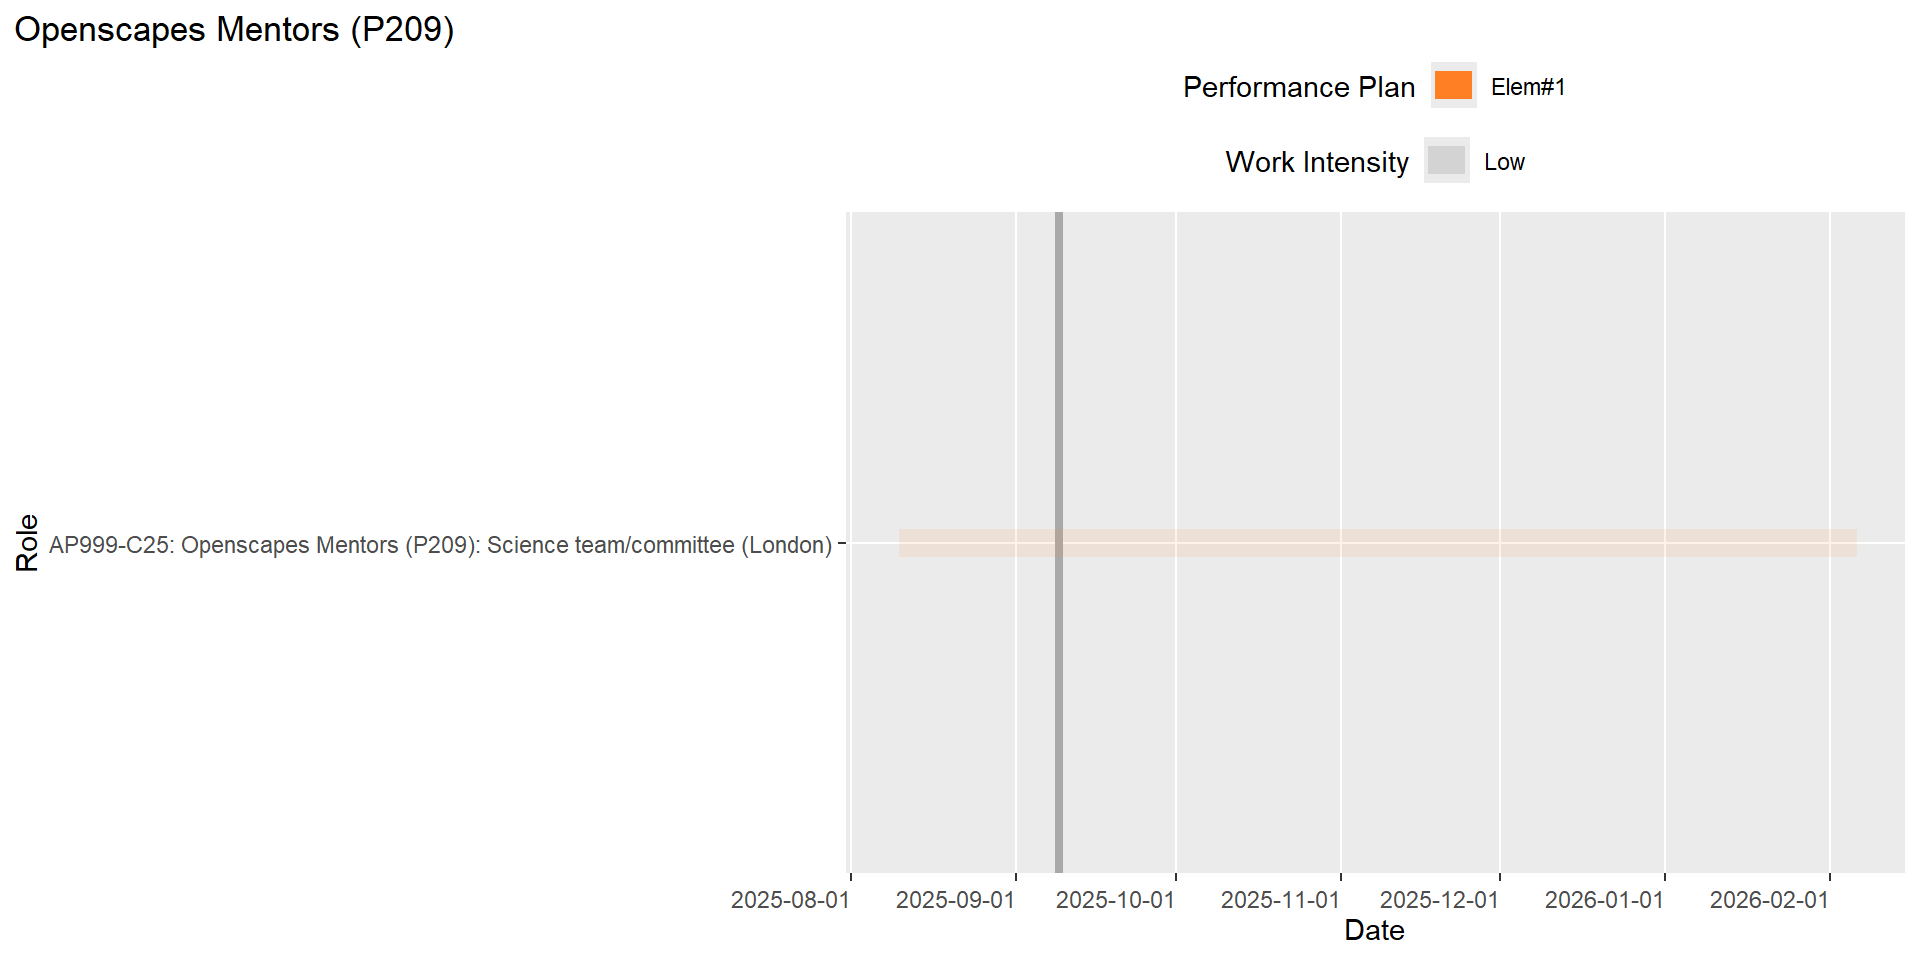 Openscapes Mentors (P209)
Performance Plan Elem#1
Work Intensity Low
Role
AP999-C25: Openscapes Mentors (P209): Science team/committee (London)
2025-08-01 2025-09-01 2025-10-01 2025-11-01 2025-12-01 2026-01-01 2026-02-01
Date